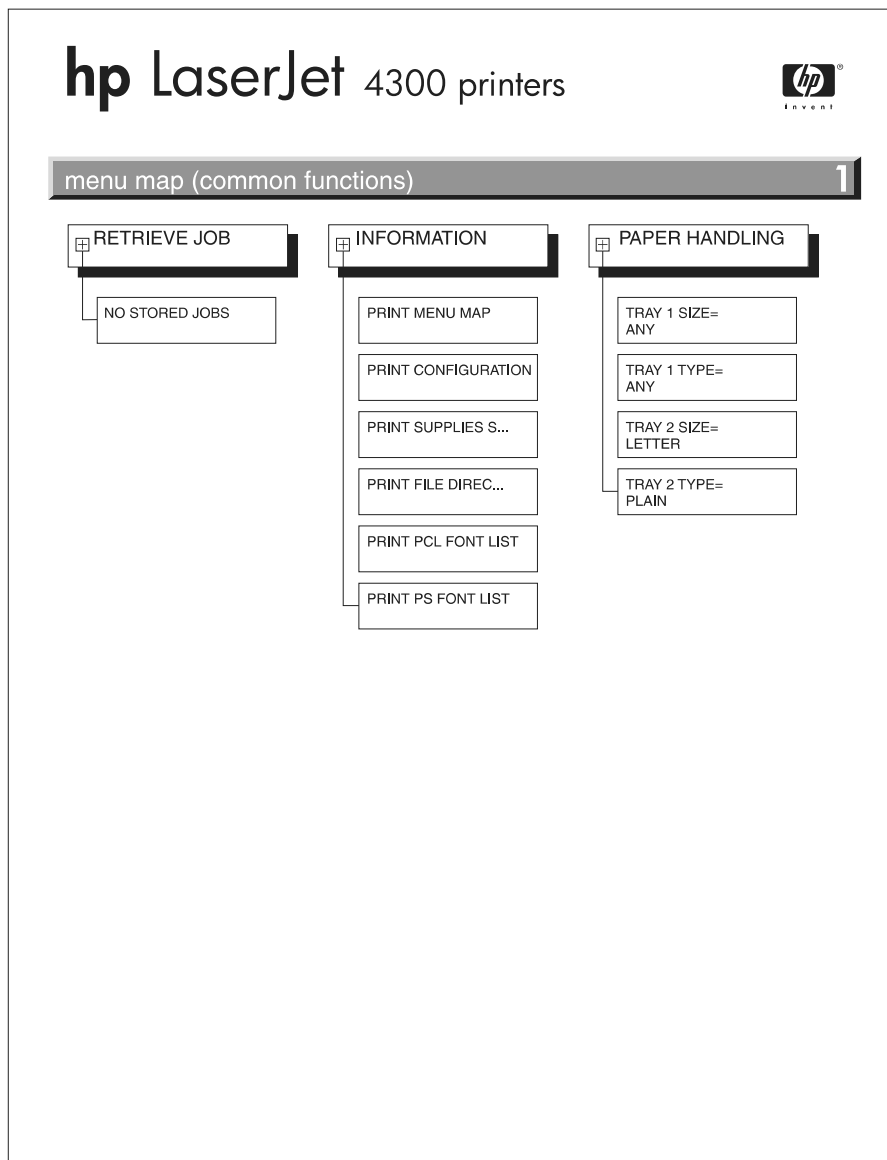 hp LaserJet 4300 printers
hp®
invent
menu map (common functions) 1
RETRIEVE JOB
NO STORED JOBS
INFORMATION
PRINT MENU MAP
PRINT CONFIGURATION
PRINT SUPPLIES S...
PRINT FILE DIREC...
PRINT PCL FONT LIST
PRINT PS FONT LIST
PAPER HANDLING
TRAY 1 SIZE=
ANY
TRAY 1 TYPE=
ANY
TRAY 2 SIZE=
LETTER
TRAY 2 TYPE=
PLAIN